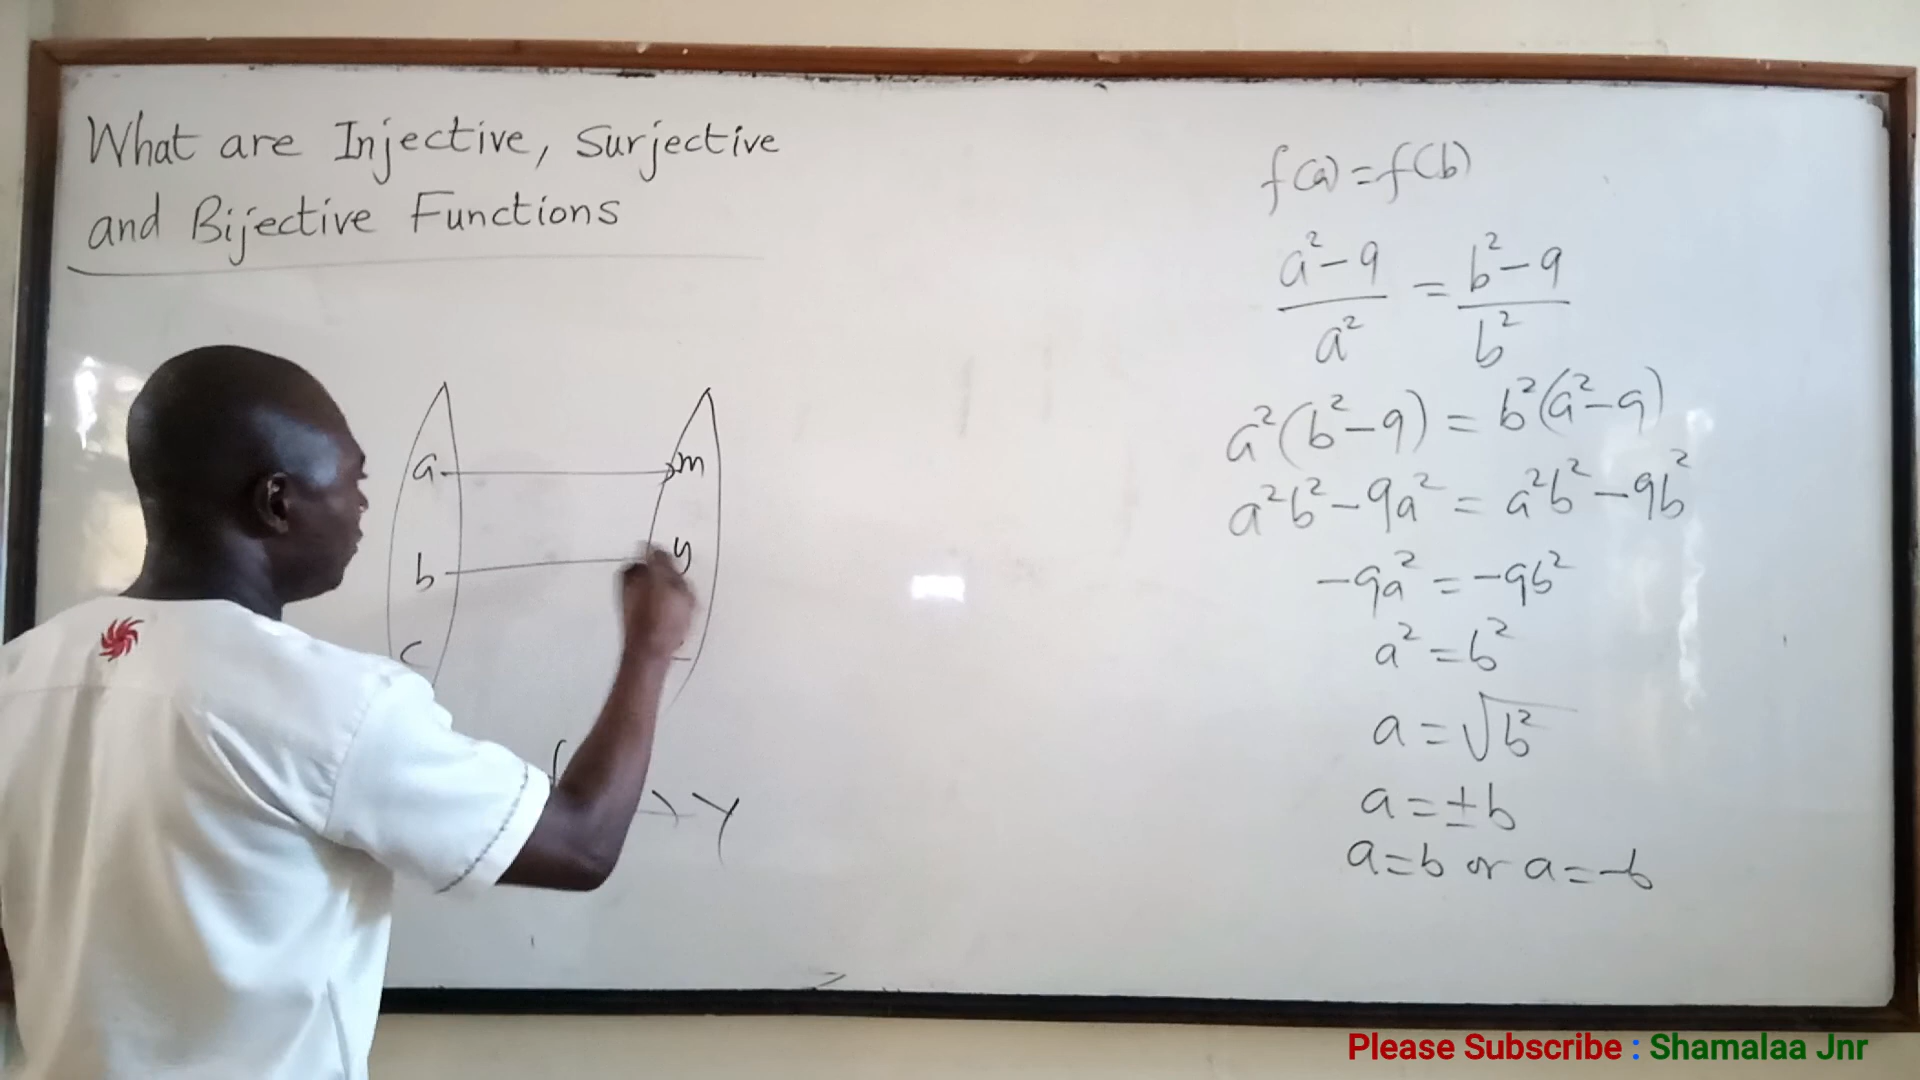 What are Injective, Surjective
and Bijective Functions
a m
b y
c
f
Y
f(a) = f(b)
a² - 9 / a² = b² - 9 / b²
a²(b² - 9) = b²(a² - 9)
a²b² - 9a² = a²b² - 9b²
-9a² = -9b²
a² = b²
a = √b²
a = ±b
a = b or a = -b
Please Subscribe : Shamalaa Jnr